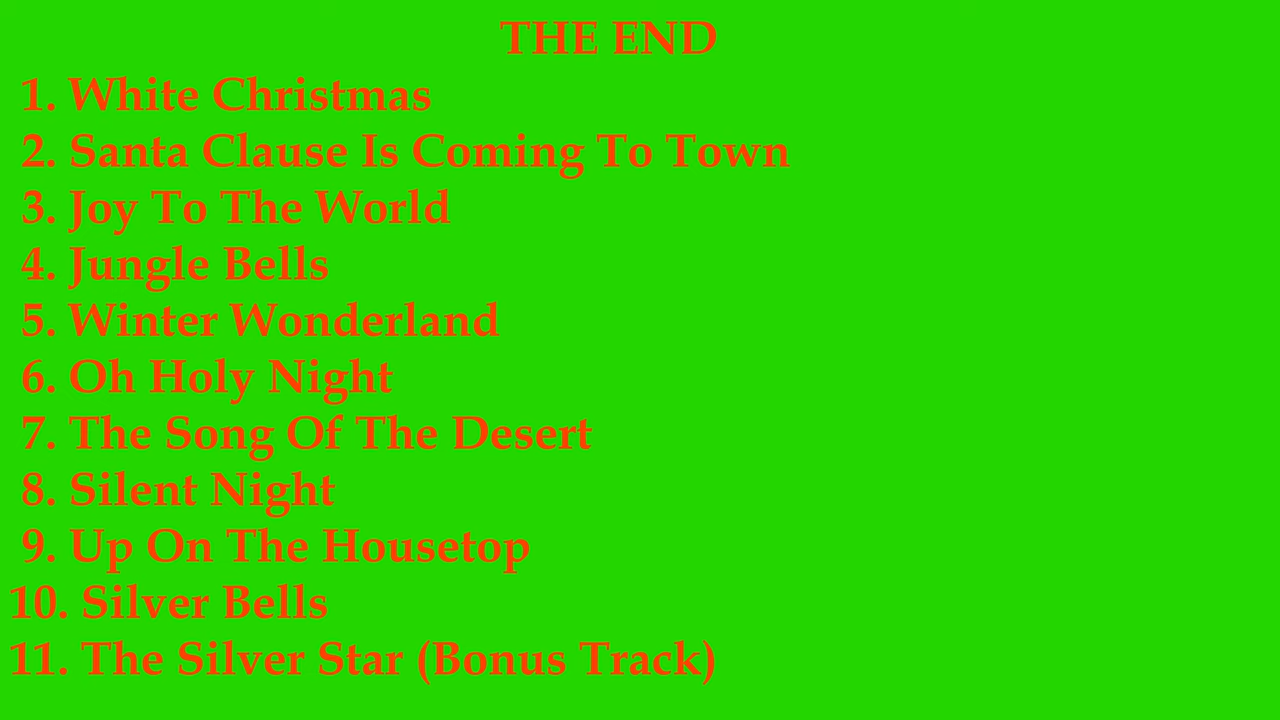 THE END
1. White Christmas
2. Santa Clause Is Coming To Town
3. Joy To The World
4. Jungle Bells
5. Winter Wonderland
6. Oh Holy Night
7. The Song Of The Desert
8. Silent Night
9. Up On The Housetop
10. Silver Bells
11. The Silver Star (Bonus Track)